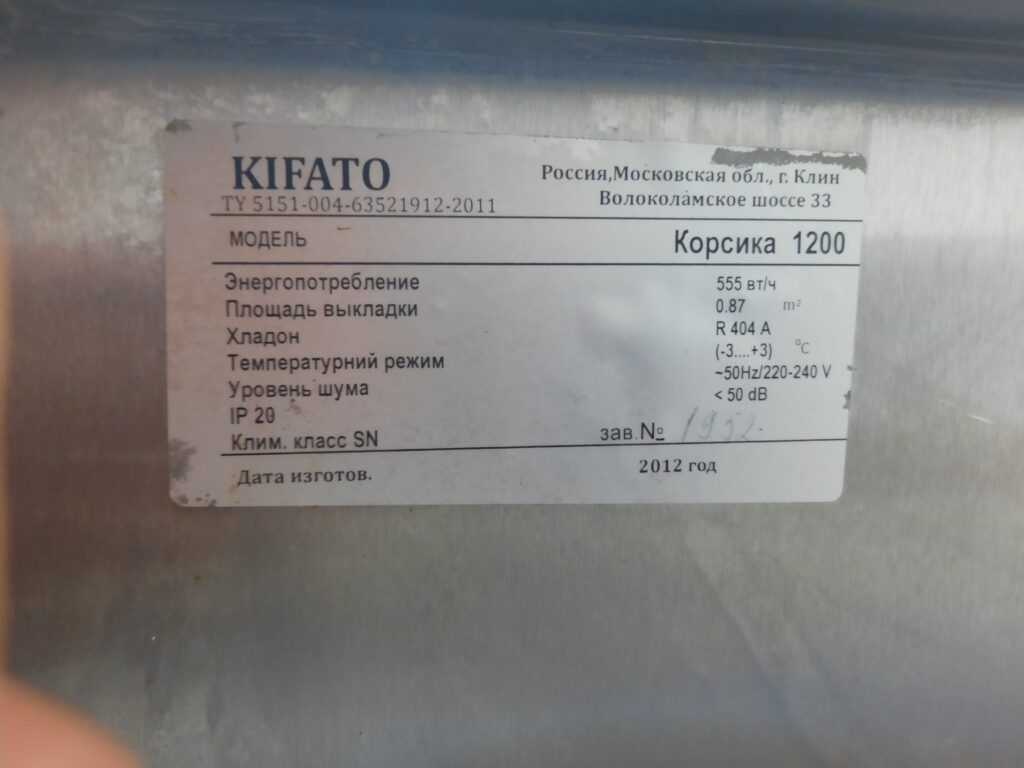 KIFATO
Россия,Московская обл., г. Клин
ТУ 5151-004-63521912-2011
Волоколамское шоссе 33
МОДЕЛЬ Корсика 1200
Энергопотребление 555 вт/ч
Площадь выкладки 0.87 m²
Хладон R 404 A
Температурний режим (-3....+3) °C
~50Hz/220-240 V
Уровень шума < 50 dB
IP 20
Клим. класс SN зав.№ 1952
Дата изготов. 2012 год